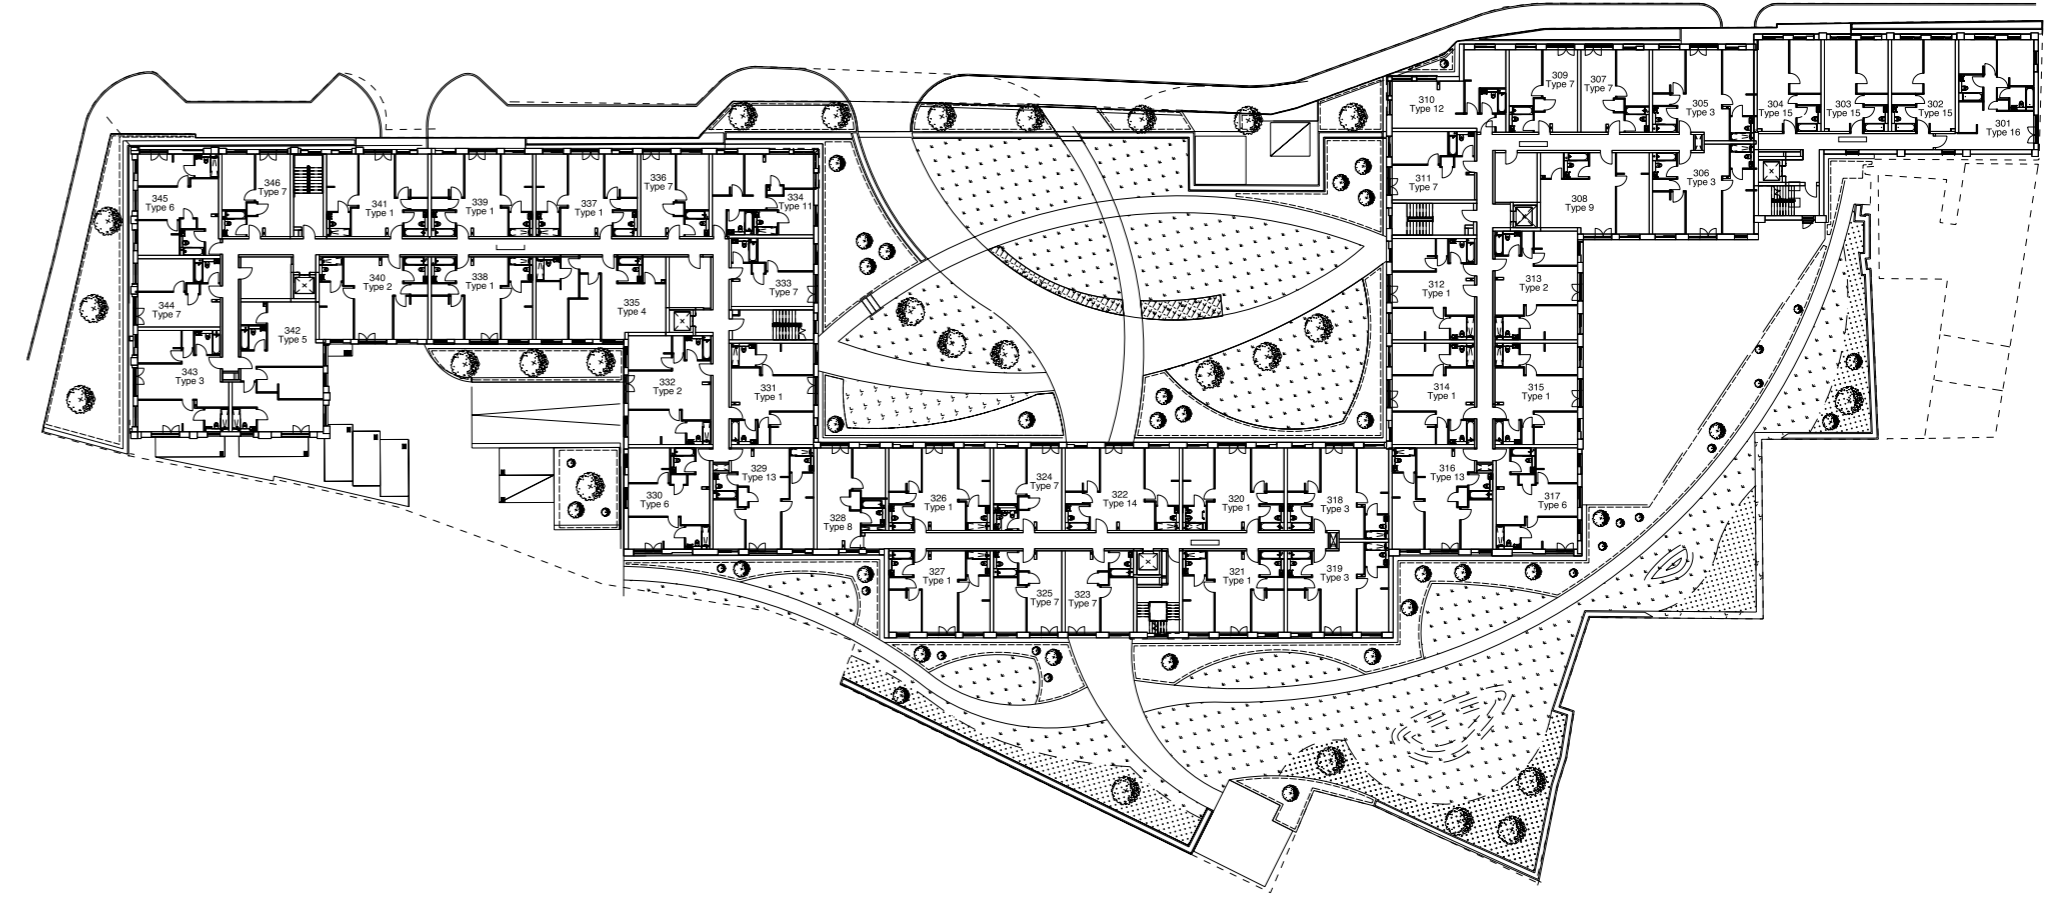 309
Type 7
307
Type 7
310
Type 12
305
Type 3
304
Type 15
303
Type 15
302
Type 15
301
Type 16
311
Type 7
306
Type 3
308
Type 9
346
Type 7
336
Type 7
345
Type 6
341
Type 1
339
Type 1
337
Type 1
334
Type 11
340
Type 2
338
Type 1
333
Type 7
312
Type 1
313
Type 2
344
Type 7
335
Type 4
342
Type 5
343
Type 3
332
Type 2
331
Type 1
314
Type 1
315
Type 1
329
Type 13
316
Type 13
330
Type 6
324
Type 7
322
Type 14
326
Type 1
320
Type 1
318
Type 3
317
Type 6
328
Type 8
327
Type 1
325
Type 7
323
Type 7
321
Type 1
319
Type 3